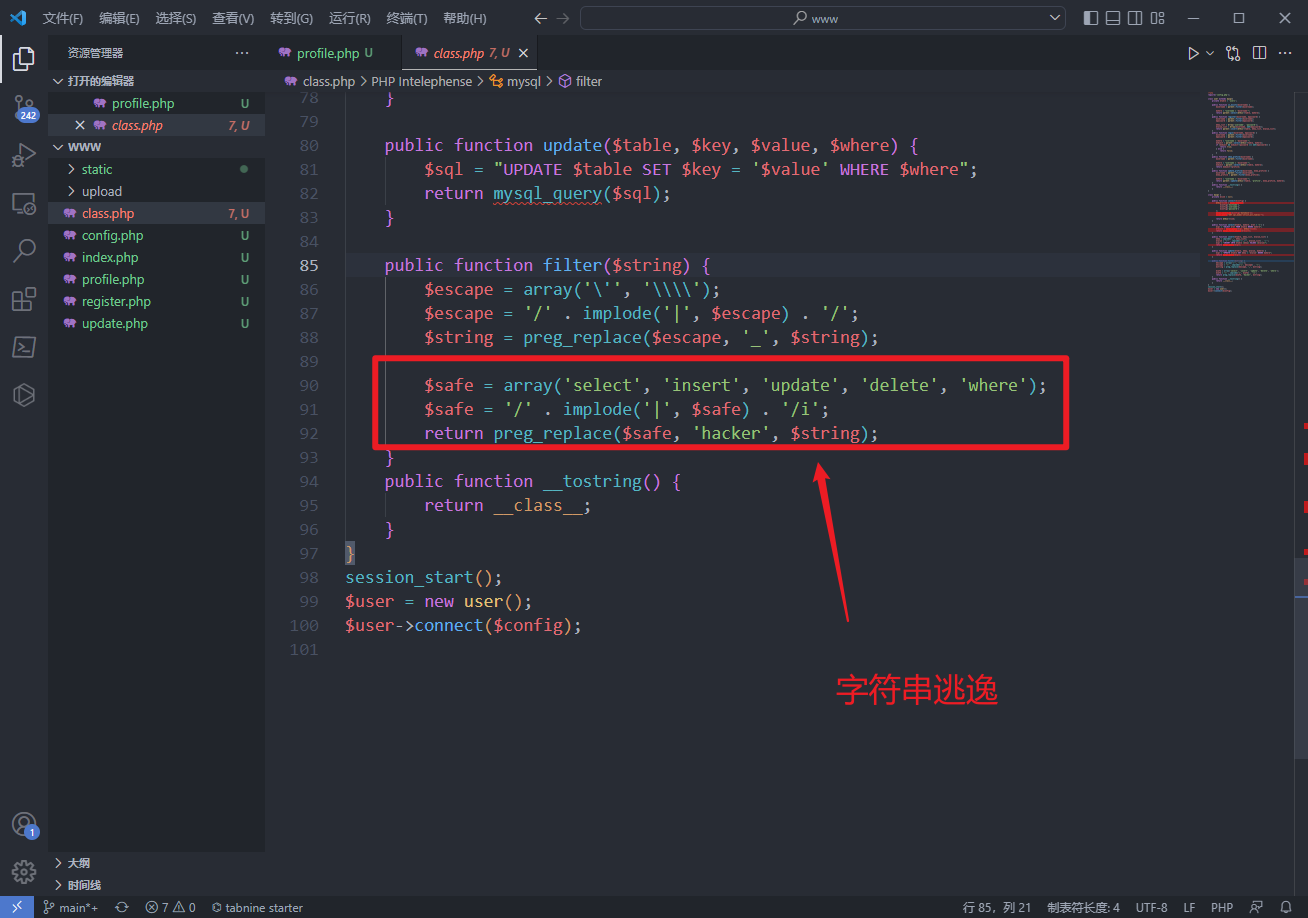 文件(F) 编辑(E) 选择(S) 查看(V) 转到(G) 运行(R) 终端(T) 帮助(H) www
资源管理器
profile.php U class.php 7, U
打开的编辑器
class.php PHP Intelephense mysql filter
profile.php U
class.php 7, U
WWW
static
upload
class.php 7, U
config.php U
index.php U
profile.php U
register.php U
update.php U
242
78 }
79
80 public function update($table, $key, $value, $where) {
81 $sql = "UPDATE $table SET $key = '$value' WHERE $where";
82 return mysql_query($sql);
83 }
84
85 public function filter($string) {
86 $escape = array('\'', '\\\\');
87 $escape = '/' . implode('|', $escape) . '/';
88 $string = preg_replace($escape, '_', $string);
89
90 $safe = array('select', 'insert', 'update', 'delete', 'where');
91 $safe = '/' . implode('|', $safe) . '/i';
92 return preg_replace($safe, 'hacker', $string);
93 }
94 public function __tostring() {
95 return __class__;
96 }
97 }
98 session_start();
99 $user = new user();
100 $user->connect($config);
101
字符串逃逸
1
大纲
时间线
main*+ 7 0 tabnine starter 行 85，列 21 制表符长度: 4 UTF-8 LF PHP